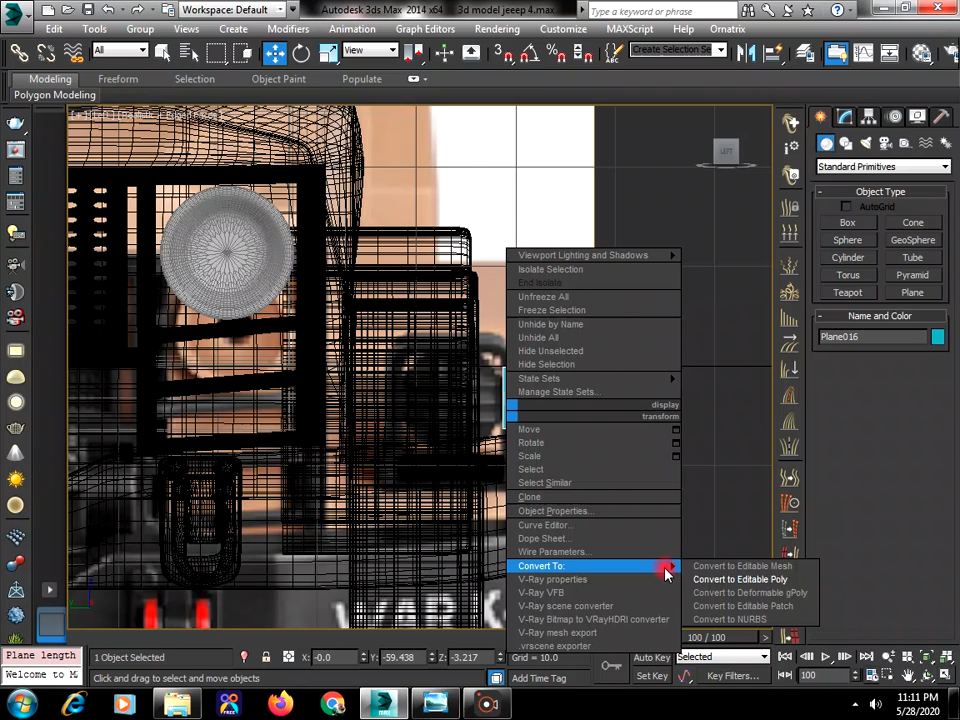 Workspace: Default
Autodesk 3ds Max 2014 x64
3d model jeeep 4.max
Type a keyword or phrase
Edit Tools Group Views Create Modifiers Animation Graph Editors Rendering Customize MAXScript Help Ornatrix
All
View
Create Selection Se
ABC
Modeling Freeform Selection Object Paint Populate
Polygon Modeling
LEFT
Standard Primitives
Object Type
AutoGrid
Box Cone
Sphere GeoSphere
Cylinder Tube
Torus Pyramid
Teapot Plane
Name and Color
Plane016
Viewport Lighting and Shadows
Isolate Selection
End Isolate
Unfreeze All
Freeze Selection
Unhide by Name
Unhide All
Hide Unselected
Hide Selection
State Sets
Manage State Sets...
display
transform
Move
Rotate
Scale
Select
Select Similar
Clone
Object Properties...
Curve Editor...
Dope Sheet...
Wire Parameters...
Convert To:
V-Ray properties
V-Ray VFB
V-Ray scene converter
V-Ray Bitmap to VRayHDRI converter
V-Ray mesh export
.vrscene exporter
Convert to Editable Mesh
Convert to Editable Poly
Convert to Deformable gPoly
Convert to Editable Patch
Convert to NURBS
100 / 100
Plane length
Welcome to M
1 Object Selected
X: -0.0 Y: -59.438 Z: -3.217 Grid = 10.0
Click and drag to select and move objects
Add Time Tag
Auto Key Selected
Set Key Key Filters...
100
FREE
11:11 PM
5/28/2020